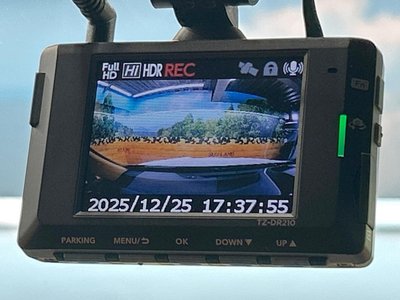 Full HD HI HDR REC
2025/12/25 17:37:55
TZ-DR210
PARKING MENU/⮌ OK DOWN▼ UP▲